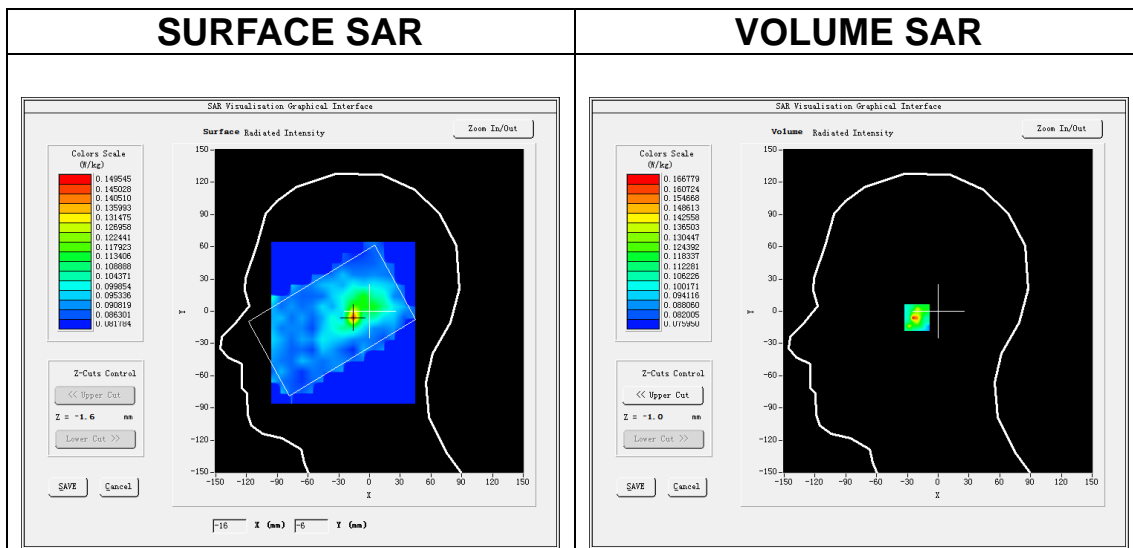 SURFACE SAR
VOLUME SAR
SAR Visualisation Graphical Interface
Surface Radiated Intensity
Zoom In/Out
Colors Scale
(W/kg)
0.149545
0.145028
0.140510
0.135993
0.131475
0.126958
0.122441
0.117923
0.113406
0.108888
0.104371
0.099854
0.095336
0.090819
0.086301
0.081784
Z-Cuts Control
<< Upper Cut
Z = -1.6 mm
Lower Cut >>
SAVE Cancel
150
120
90
60
30
0
-30
-60
-90
-120
-150
Y
-150 -120 -90 -60 -30 0 30 60 90 120 150
X
-16 X (mm) -6 Y (mm)
SAR Visualisation Graphical Interface
Volume Radiated Intensity
Zoom In/Out
Colors Scale
(W/kg)
0.166779
0.160724
0.154668
0.148613
0.142558
0.136503
0.130447
0.124392
0.118337
0.112281
0.106226
0.100171
0.094116
0.088060
0.082005
0.075950
Z-Cuts Control
<< Upper Cut
Z = -1.0 mm
Lower Cut >>
SAVE Cancel
150
120
90
60
30
0
-30
-60
-90
-120
-150
Y
-150 -120 -90 -60 -30 0 30 60 90 120 150
X